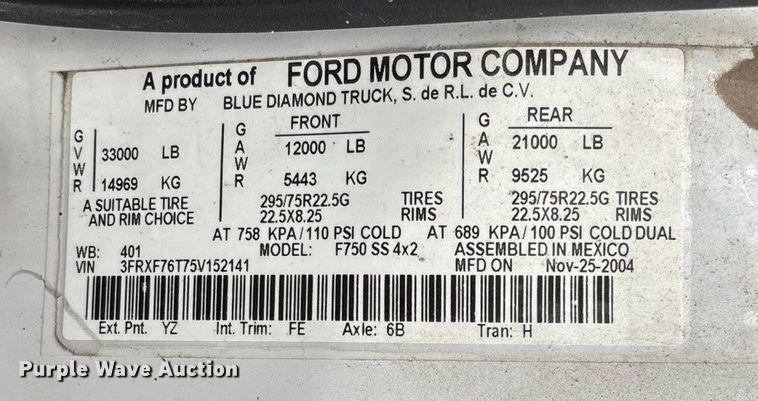 A product of FORD MOTOR COMPANY
MFD BY BLUE DIAMOND TRUCK, S. de R.L. de C.V.
GVWR 33000 LB
14969 KG
FRONT
GAWR 12000 LB
5443 KG
REAR
GAWR 21000 LB
9525 KG
A SUITABLE TIRE AND RIM CHOICE
295/75R22.5G TIRES
22.5X8.25 RIMS
295/75R22.5G TIRES
22.5X8.25 RIMS
AT 758 KPA/110 PSI COLD AT 689 KPA/100 PSI COLD DUAL
WB: 401 MODEL: F750 SS 4x2 ASSEMBLED IN MEXICO
VIN 3FRXF76T75V152141 MFD ON Nov-25-2004
Ext. Pnt. YZ Int. Trim: FE Axle: 6B Tran: H
Purple Wave Auction